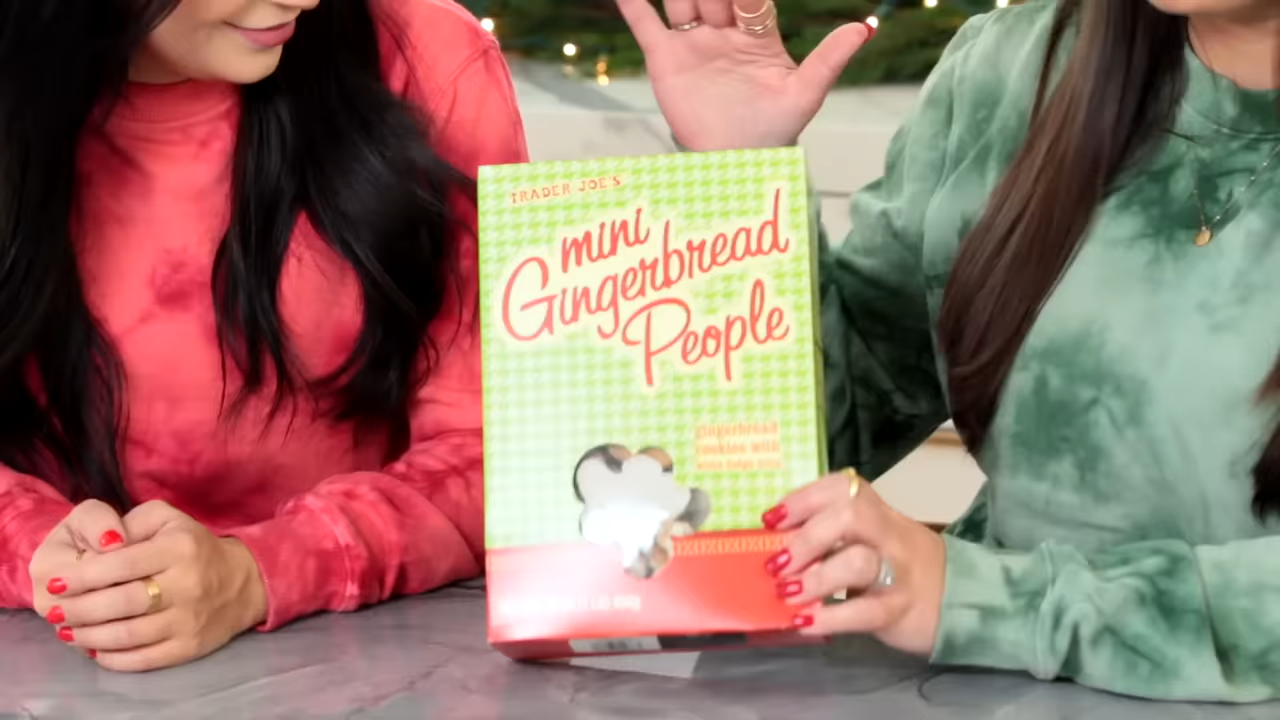 TRADER JOE'S
mini
Gingerbread
People
gingerbread
cookies with